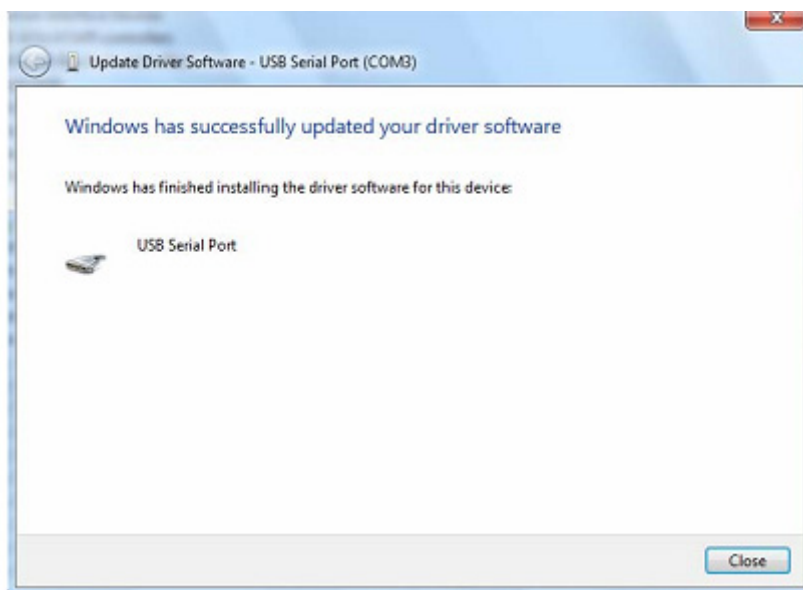 Update Driver Software - USB Serial Port (COM3)
Windows has successfully updated your driver software
Windows has finished installing the driver software for this device:
USB Serial Port
Close